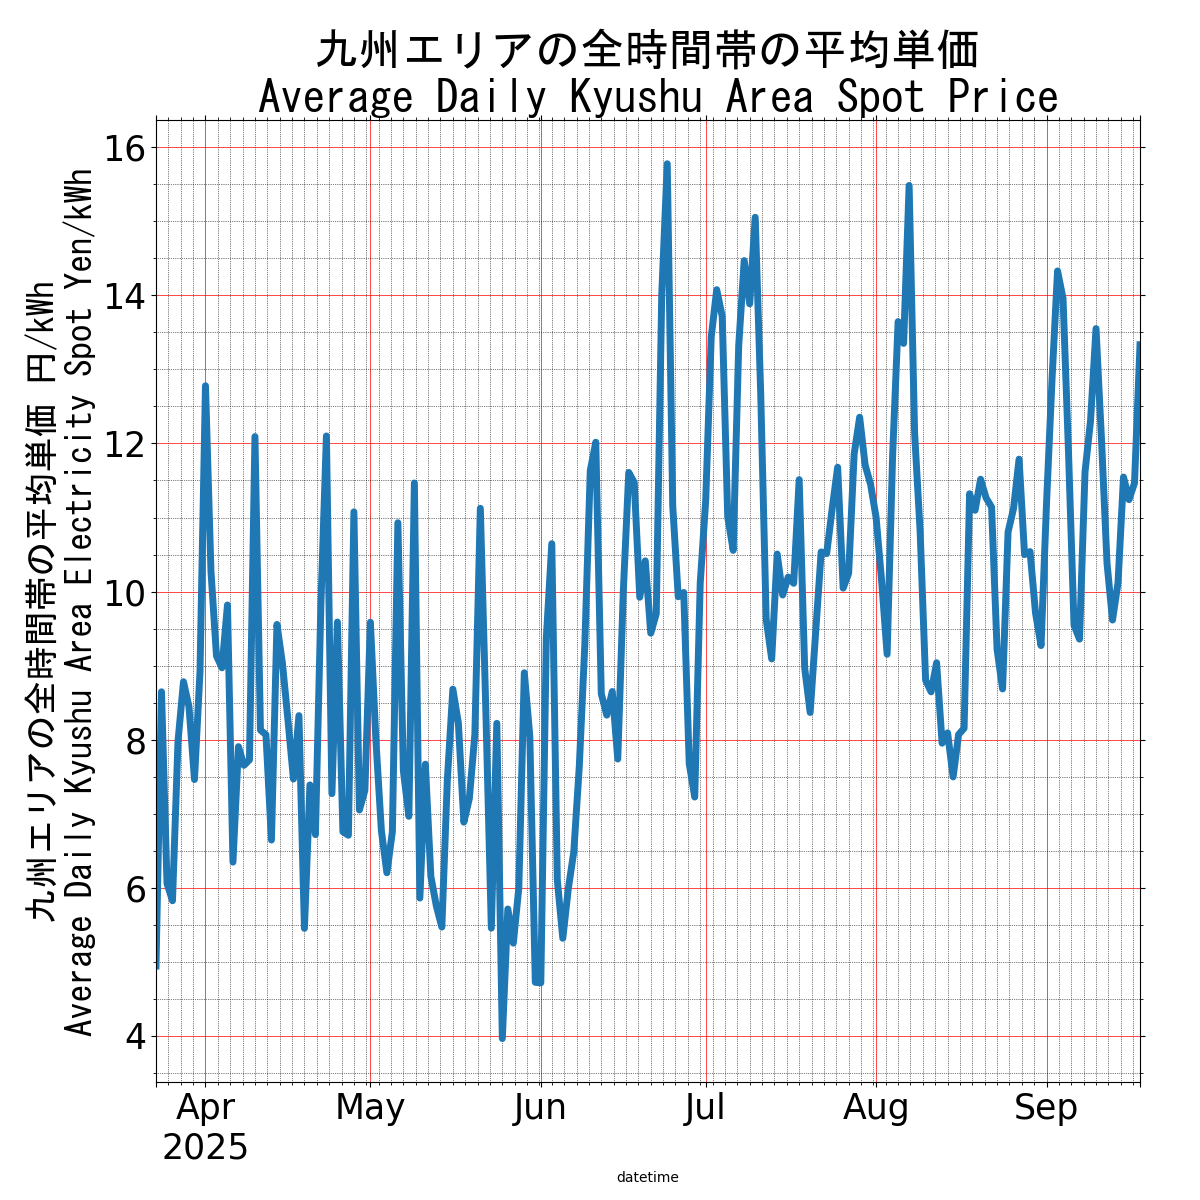 九州エリアの全時間帯の平均単価
Average Daily Kyushu Area Spot Price
九州エリアの全時間帯の平均単価 円/kWh
Average Daily Kyushu Area Electricity Spot Yen/kWh
16
14
12
10
8
6
4
Apr
2025
May
Jun
Jul
Aug
Sep
datetime